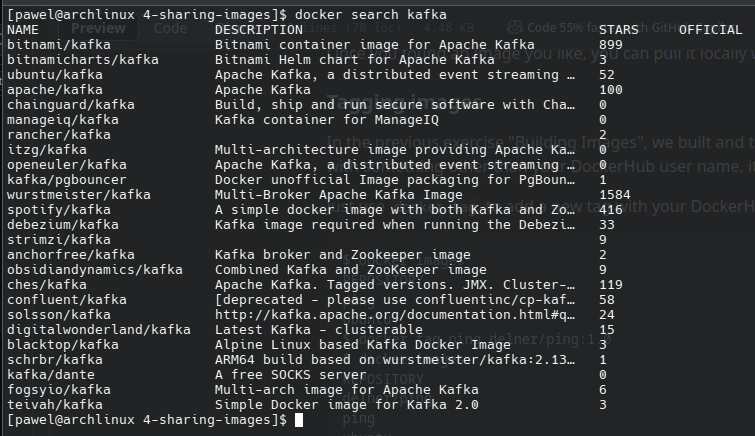 [pawel@archlinux 4-sharing-images]$ docker search kafka
NAME DESCRIPTION STARS OFFICIAL
bitnami/kafka Bitnami container image for Apache Kafka 899
bitnamicharts/kafka Bitnami Helm chart for Apache Kafka 0
ubuntu/kafka Apache Kafka, a distributed event streaming … 52
apache/kafka Apache Kafka 100
chainguard/kafka Build, ship and run secure software with Cha… 0
manageiq/kafka Kafka container for ManageIQ 0
rancher/kafka 2
itzg/kafka Multi-architecture image providing Apache Ka… 0
openeuler/kafka Apache Kafka, a distributed event streaming … 0
kafka/pgbouncer Docker unofficial Image packaging for PgBoun… 1
wurstmeister/kafka Multi-Broker Apache Kafka Image 1584
spotify/kafka A simple docker image with both Kafka and Zo… 416
debezium/kafka Kafka image required when running the Debezi… 33
strimzi/kafka 9
anchorfree/kafka Kafka broker and Zookeeper image 2
obsidiandynamics/kafka Combined Kafka and ZooKeeper image 9
ches/kafka Apache Kafka. Tagged versions. JMX. Cluster-… 119
confluent/kafka [deprecated - please use confluentinc/cp-kaf… 58
solsson/kafka http://kafka.apache.org/documentation.html#q… 24
digitalwonderland/kafka Latest Kafka - clusterable 15
blacktop/kafka Alpine Linux based Kafka Docker Image 3
schrbr/kafka ARM64 build based on wurstmeister/kafka:2.13… 1
kafka/dante A free SOCKS server 0
fogsyio/kafka Multi-arch image for Apache Kafka 6
teivah/kafka Simple Docker image for Kafka 2.0 3
[pawel@archlinux 4-sharing-images]$